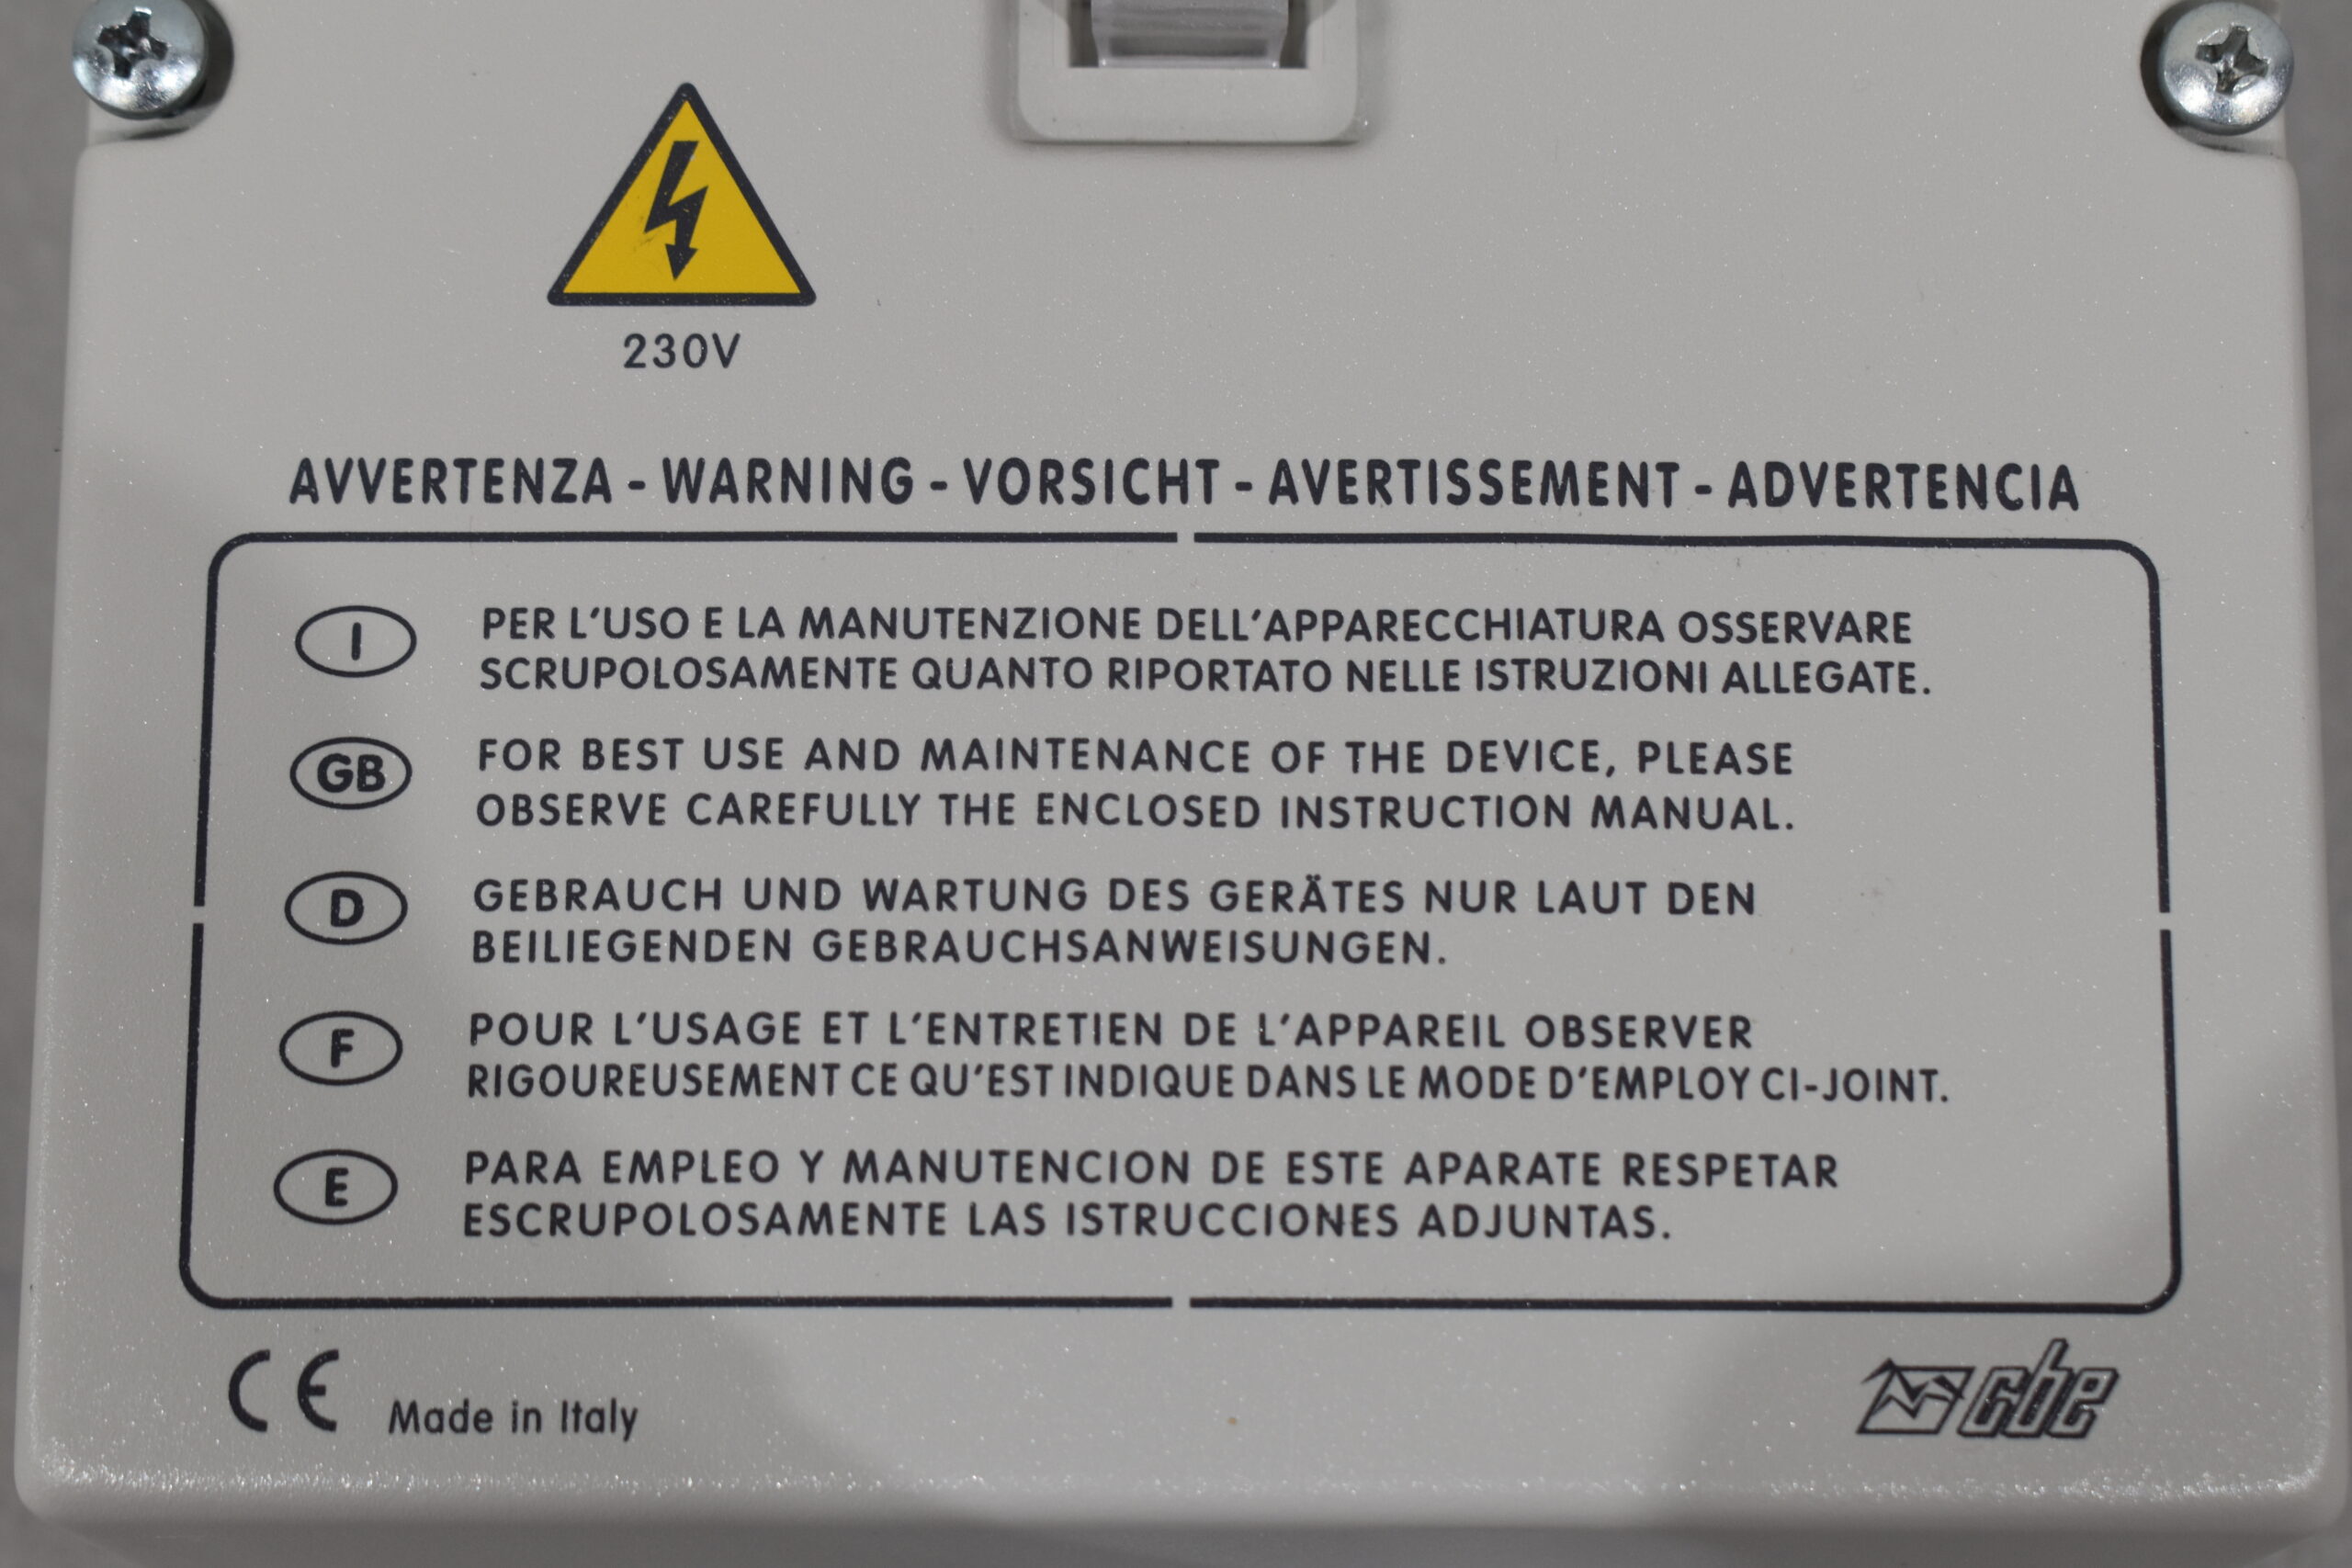 230V
AVVERTENZA - WARNING - VORSICHT - AVERTISSEMENT - ADVERTENCIA
I PER L'USO E LA MANUTENZIONE DELL'APPARECCHIATURA OSSERVARE
SCRUPOLOSAMENTE QUANTO RIPORTATO NELLE ISTRUZIONI ALLEGATE.
GB FOR BEST USE AND MAINTENANCE OF THE DEVICE, PLEASE
OBSERVE CAREFULLY THE ENCLOSED INSTRUCTION MANUAL.
D GEBRAUCH UND WARTUNG DES GERÄTES NUR LAUT DEN
BEILIEGENDEN GEBRAUCHSANWEISUNGEN.
F POUR L'USAGE ET L'ENTRETIEN DE L'APPAREIL OBSERVER
RIGOUREUSEMENT CE QU'EST INDIQUE DANS LE MODE D'EMPLOY CI-JOINT.
E PARA EMPLEO Y MANUTENCION DE ESTE APARATE RESPETAR
ESCRUPOLOSAMENTE LAS ISTRUCCIONES ADJUNTAS.
CE Made in Italy cbe